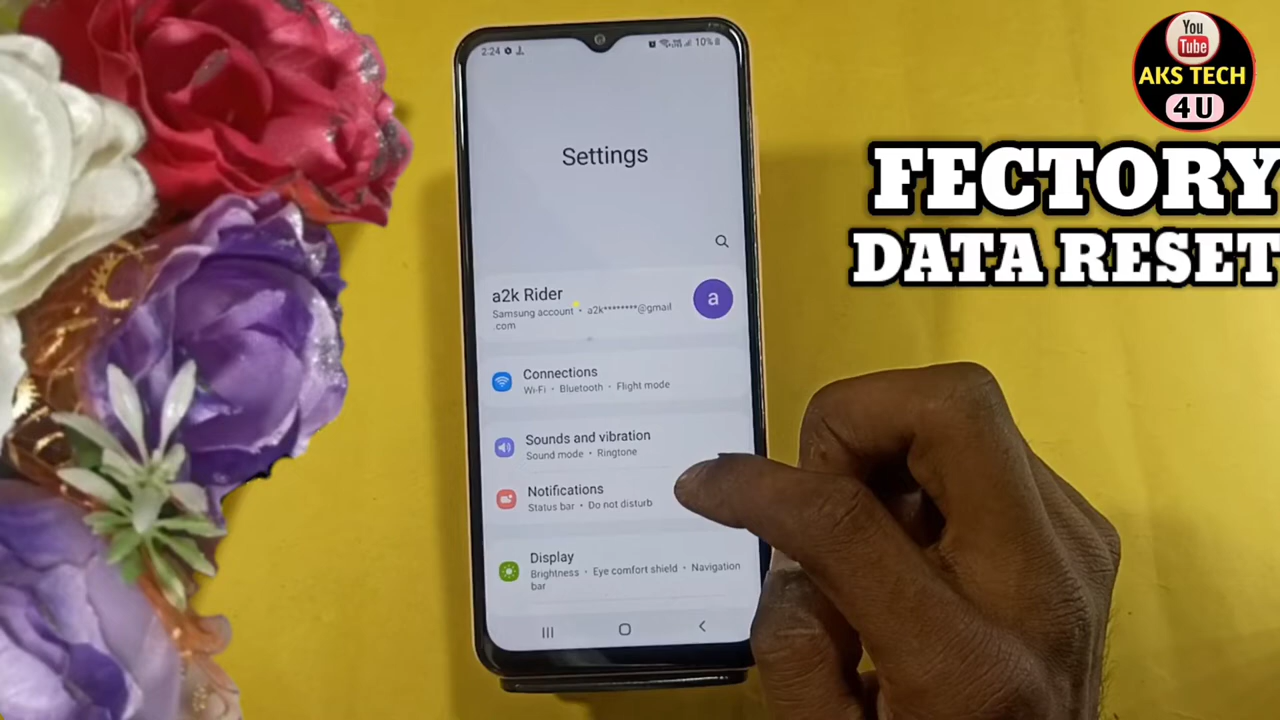 2:24
10%
Settings
a2k Rider
Samsung account • a2k********@gmail
.com
a
Connections
Wi-Fi • Bluetooth • Flight mode
Sounds and vibration
Sound mode • Ringtone
Notifications
Status bar • Do not disturb
Display
Brightness • Eye comfort shield • Navigation
bar
You
Tube
AKS TECH
4U
FECTORY
DATA RESET